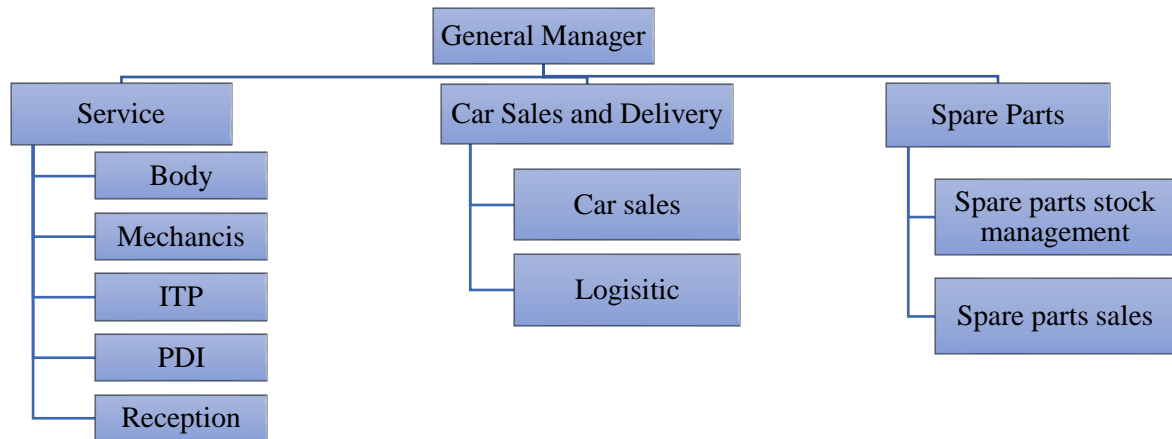 General Manager
Service
Car Sales and Delivery
Spare Parts
Body
Mechancis
ITP
PDI
Reception
Car sales
Logisitic
Spare parts stock
management
Spare parts sales